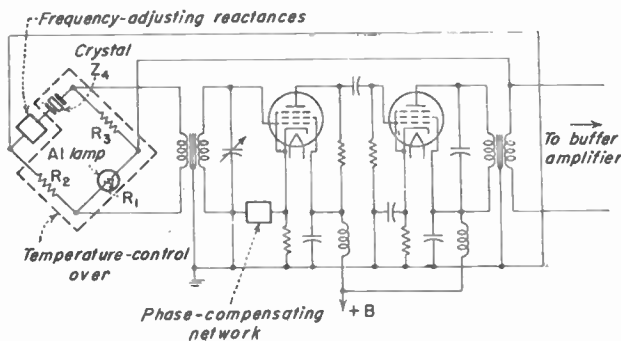 Frequency-adjusting reactances
Crystal
Z4
R3
Al lamp
R2
R1
To buffer
amplifier
Temperature-control
over
Phase-compensating
network
+B